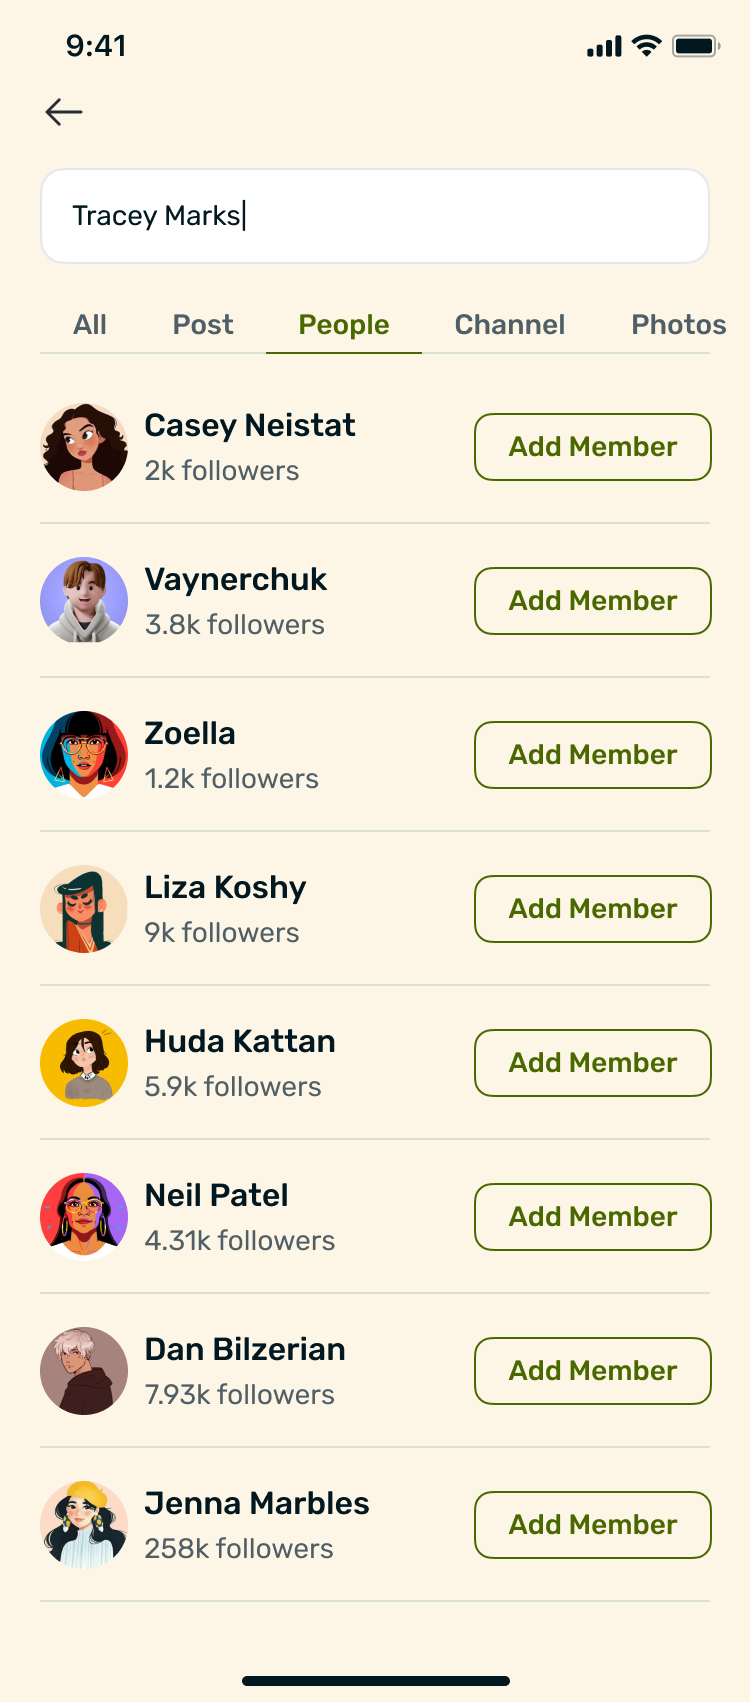 9:41
Tracey Marks
All Post People Channel Photos
Casey Neistat
2k followers
Add Member
Vaynerchuk
3.8k followers
Add Member
Zoella
1.2k followers
Add Member
Liza Koshy
9k followers
Add Member
Huda Kattan
5.9k followers
Add Member
Neil Patel
4.31k followers
Add Member
Dan Bilzerian
7.93k followers
Add Member
Jenna Marbles
258k followers
Add Member